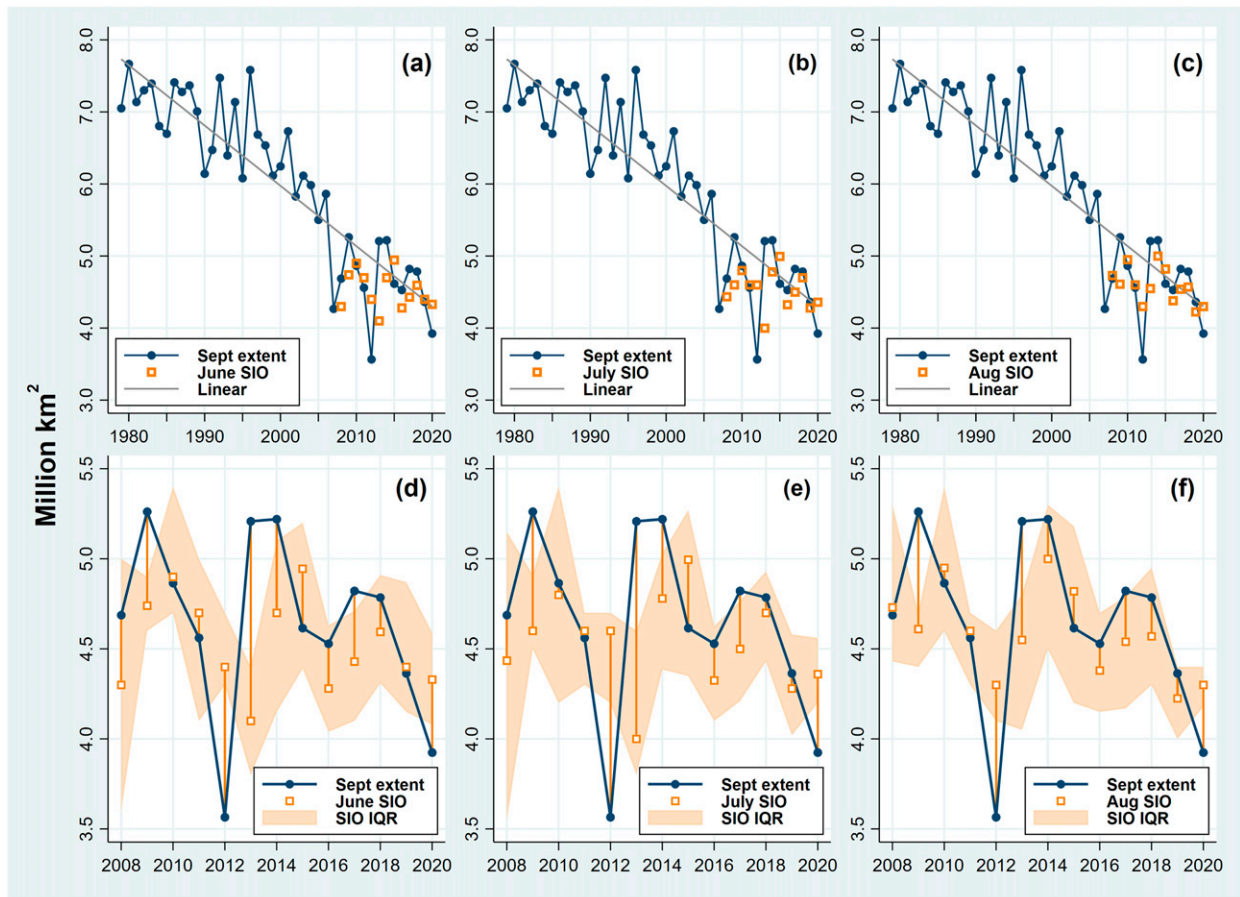 Million km²
8.0
7.0
6.0
5.0
4.0
3.0
(a)
Sept extent
June SIO
Linear
1980 1990 2000 2010 2020
8.0
7.0
6.0
5.0
4.0
3.0
(b)
Sept extent
July SIO
Linear
1980 1990 2000 2010 2020
8.0
7.0
6.0
5.0
4.0
3.0
(c)
Sept extent
Aug SIO
Linear
1980 1990 2000 2010 2020
5.5
5.0
4.5
4.0
3.5
(d)
Sept extent
June SIO
SIO IQR
2008 2010 2012 2014 2016 2018 2020
5.5
5.0
4.5
4.0
3.5
(e)
Sept extent
July SIO
SIO IQR
2008 2010 2012 2014 2016 2018 2020
5.5
5.0
4.5
4.0
3.5
(f)
Sept extent
Aug SIO
SIO IQR
2008 2010 2012 2014 2016 2018 2020